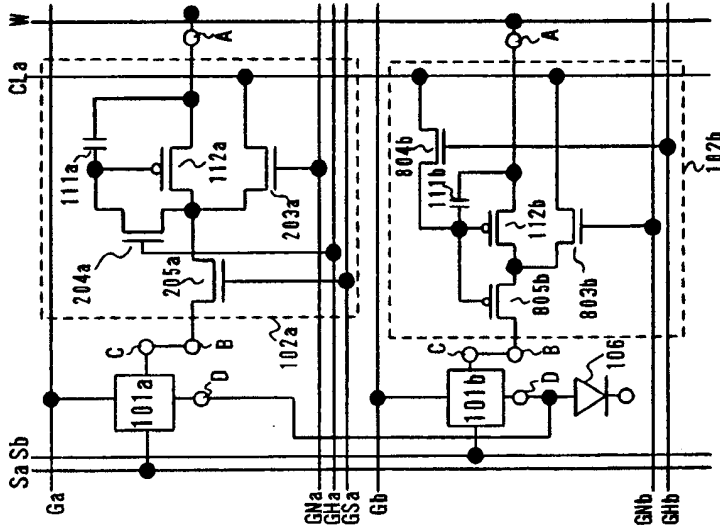 Sa
Sb
CLa
W
Ga
111a
204a
C
101a
205a
112a
D
B
A
102a
203a
GNa
GHa
GSa
Gb
804b
111b
C
101b
805b
112b
D
B
A
803b
106
GNb
GHb
102b